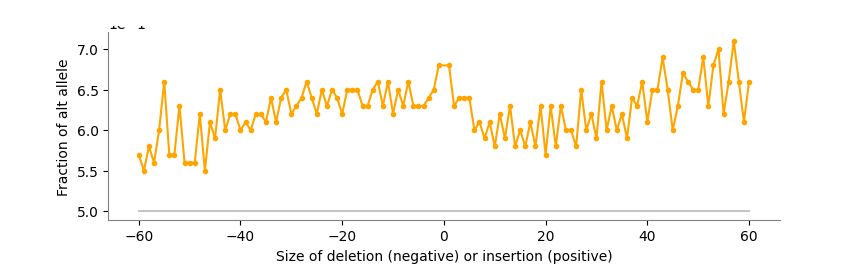 7.0
6.5
6.0
5.5
5.0
Fraction of alt allele
−60 −40 −20 0 20 40 60
Size of deletion (negative) or insertion (positive)